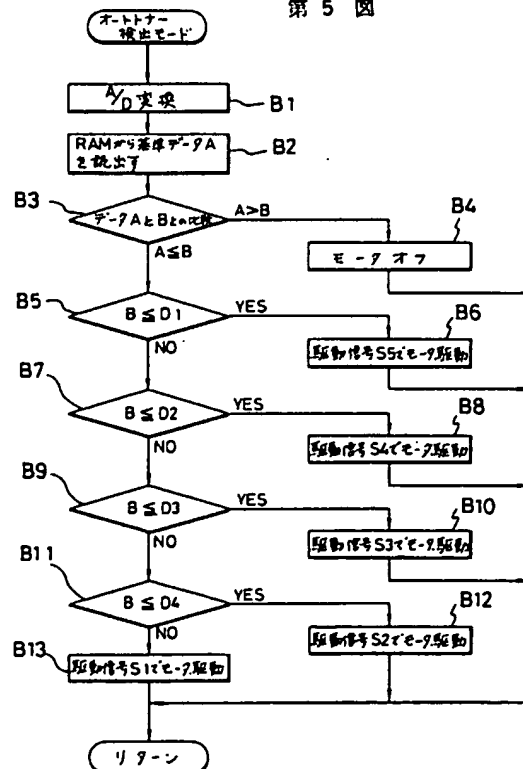 第 5 図
オートトナー
検出モード
A/D 変換
B1
RAMから基準データA
を読出す
B2
B3
データAとBとの比較
A>B
A≦B
B4
モータオフ
B5
B ≦ D1
YES
NO
B6
駆動信号S5でモータ駆動
B7
B ≦ D2
YES
NO
B8
駆動信号S4でモータ駆動
B9
B ≦ D3
YES
NO
B10
駆動信号S3でモータ駆動
B11
B ≦ D4
YES
NO
B12
駆動信号S2でモータ駆動
B13
駆動信号S1でモータ駆動
リターン